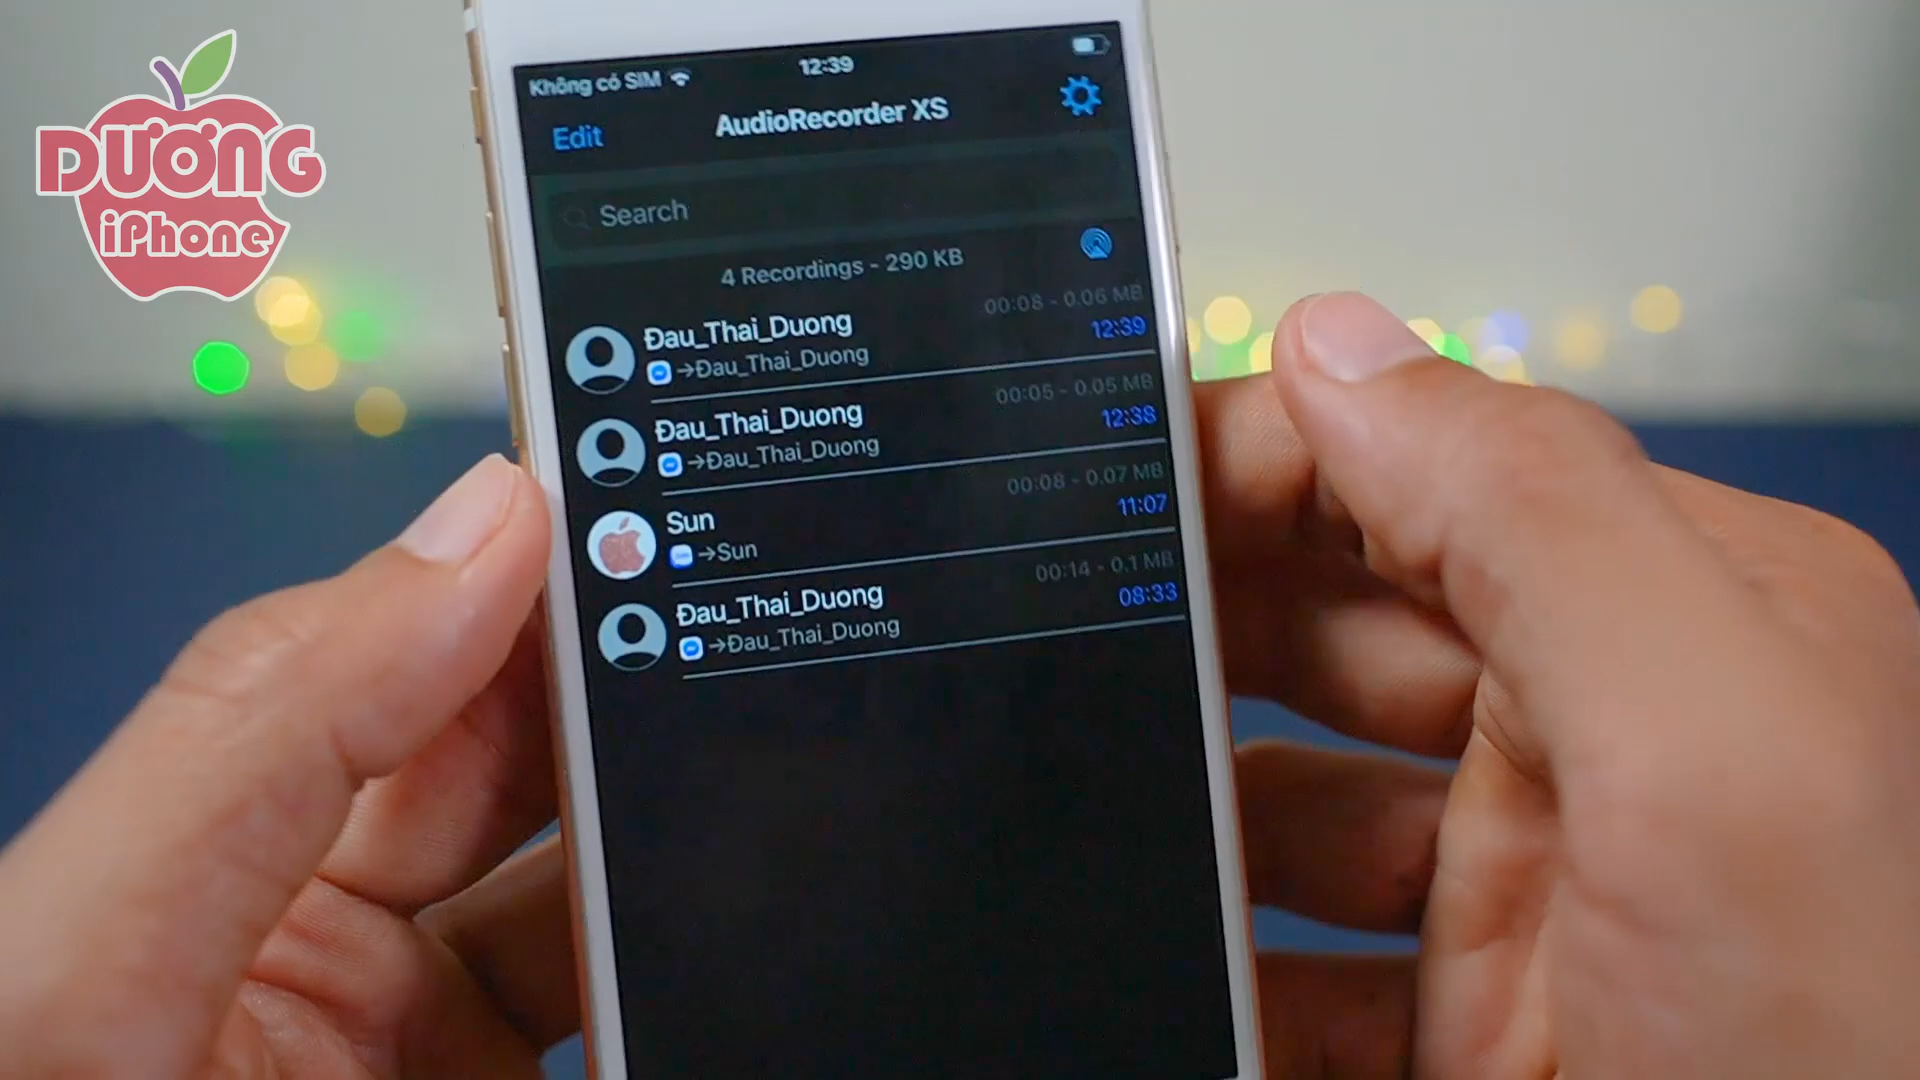 DƯƠNG
iPhone
Không có SIM
12:39
Edit
AudioRecorder XS
Search
4 Recordings - 290 KB
00:08 - 0.06 MB
Đau_Thai_Duong
12:39
→Đau_Thai_Duong
00:05 - 0.05 MB
Đau_Thai_Duong
12:38
→Đau_Thai_Duong
00:08 - 0.07 MB
Sun
11:07
→Sun
00:14 - 0.1 MB
Đau_Thai_Duong
08:33
→Đau_Thai_Duong